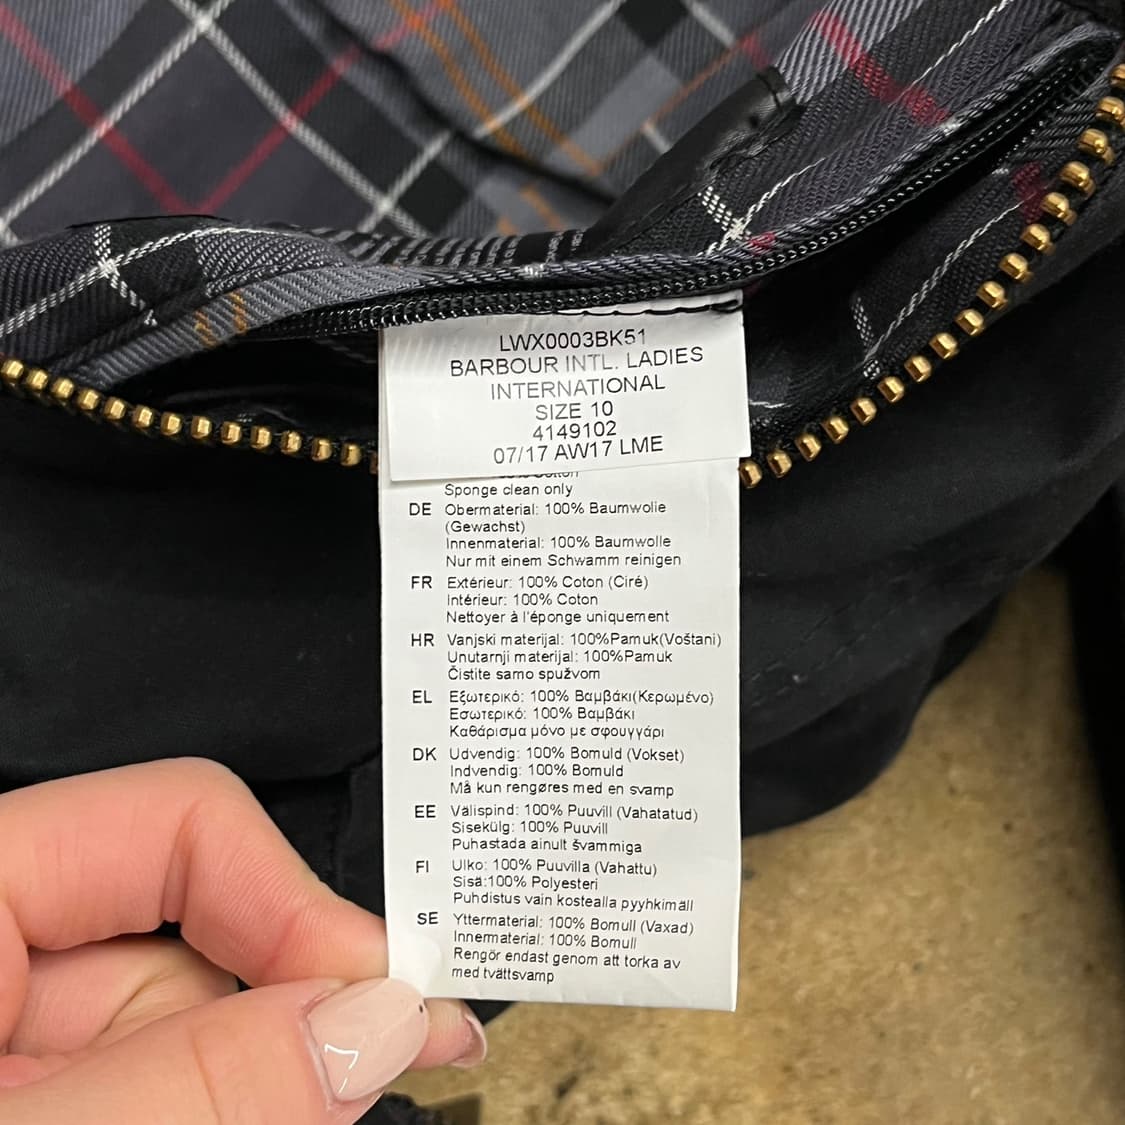 LWX0003BK51
BARBOUR INTL. LADIES
INTERNATIONAL
SIZE 10
4149102
07/17 AW17 LME
Sponge clean only
DE Obermaterial: 100% Baumwolie
(Gewachst)
Innenmaterial: 100% Baumwolle
Nur mit einem Schwamm reinigen
FR Extérieur: 100% Coton (Ciré)
Intérieur: 100% Coton
Nettoyer à l'éponge uniquement
HR Vanjski materijal: 100%Pamuk(Voštani)
Unutarnji materijal: 100%Pamuk
Čistite samo spužvom
EL Εξωτερικό: 100% Βαμβάκι(Κερωμένο)
Εσωτερικό: 100% Βαμβάκι
Καθάρισμα μόνο με σφουγγάρι
DK Udvendig: 100% Bomuld (Vokset)
Indvendig: 100% Bomuld
Må kun rengøres med en svamp
EE Välispind: 100% Puuvill (Vahatatud)
Sisekülg: 100% Puuvill
Puhastada ainult švammiga
FI Ulko: 100% Puuvilla (Vahattu)
Sisä:100% Polyesteri
Puhdistus vain kostealla pyyhkimäll
SE Yttermaterial: 100% Bomull (Vaxad)
Innermaterial: 100% Bomull
Rengör endast genom att torka av
med tvättsvamp